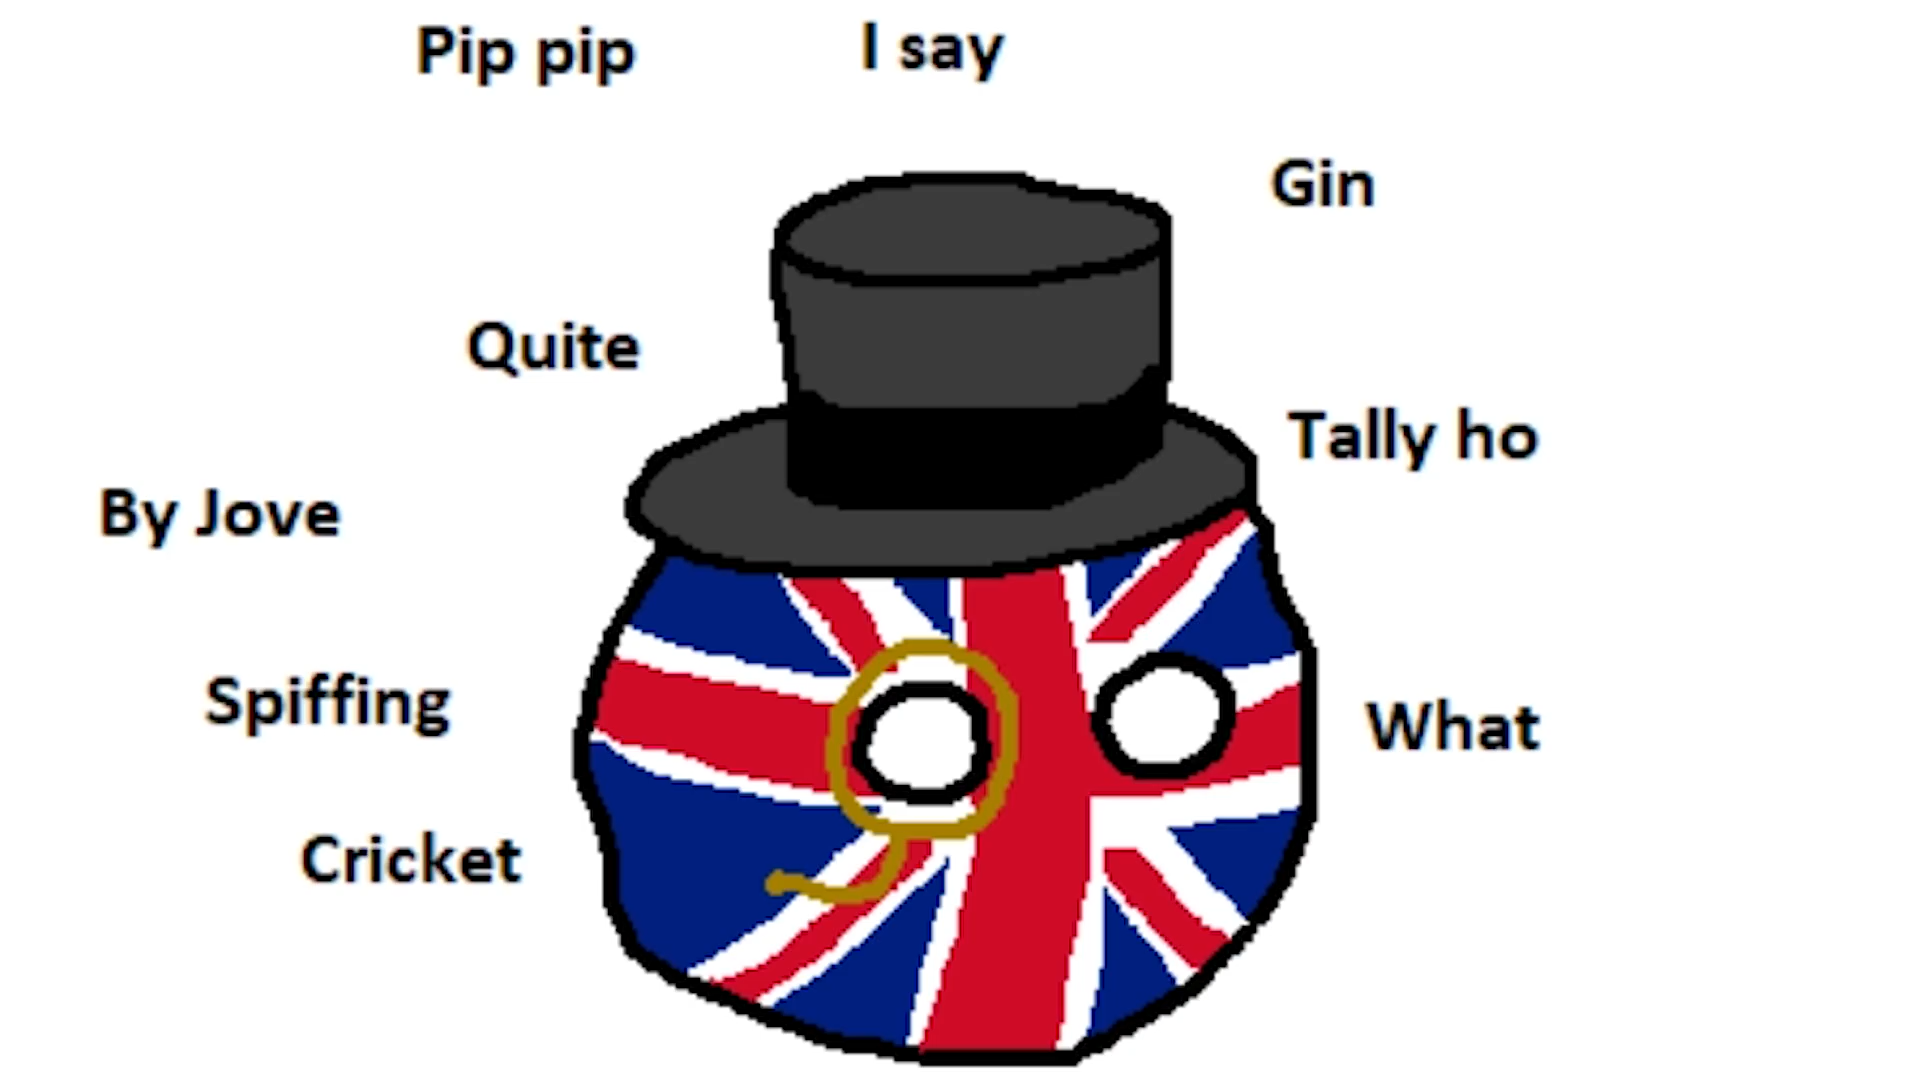 Pip pip
I say
Gin
Quite
Tally ho
By Jove
Spiffing
What
Cricket